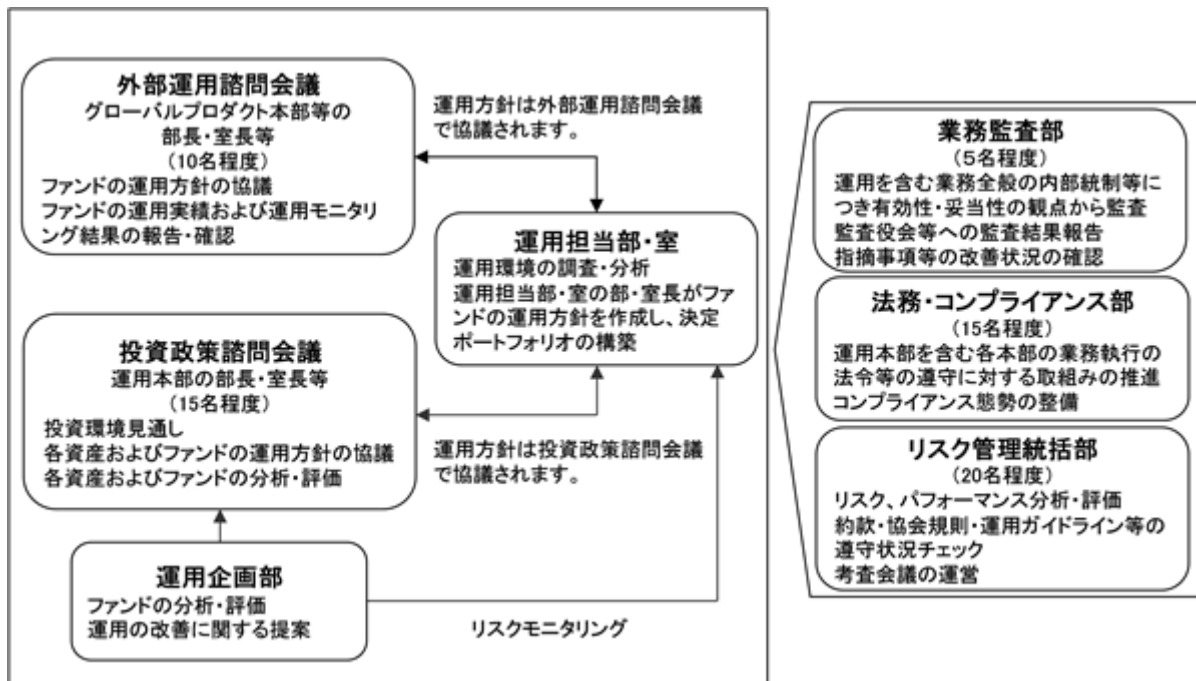 外部運用諮問会議
グローバルプロダクト本部等の
部長・室長等
(10名程度)
ファンドの運用方針の協議
ファンドの運用実績および運用モニタリ
ング結果の報告・確認
運用方針は外部運用諮問会議
で協議されます。
運用担当部・室
運用環境の調査・分析
運用担当部・室の部・室長がファ
ンドの運用方針を作成し、決定
ポートフォリオの構築
投資政策諮問会議
運用本部の部長・室長等
(15名程度)
投資環境見通し
各資産およびファンドの運用方針の協議
各資産およびファンドの分析・評価
運用方針は投資政策諮問会議
で協議されます。
運用企画部
ファンドの分析・評価
運用の改善に関する提案
リスクモニタリング
業務監査部
(5名程度)
運用を含む業務全般の内部統制等に
つき有効性・妥当性の観点から監査
監査役会等への監査結果報告
指摘事項等の改善状況の確認
法務・コンプライアンス部
(15名程度)
運用本部を含む各本部の業務執行の
法令等の遵守に対する取組みの推進
コンプライアンス態勢の整備
リスク管理統括部
(20名程度)
リスク、パフォーマンス分析・評価
約款・協会規則・運用ガイドライン等の
遵守状況チェック
考査会議の運営